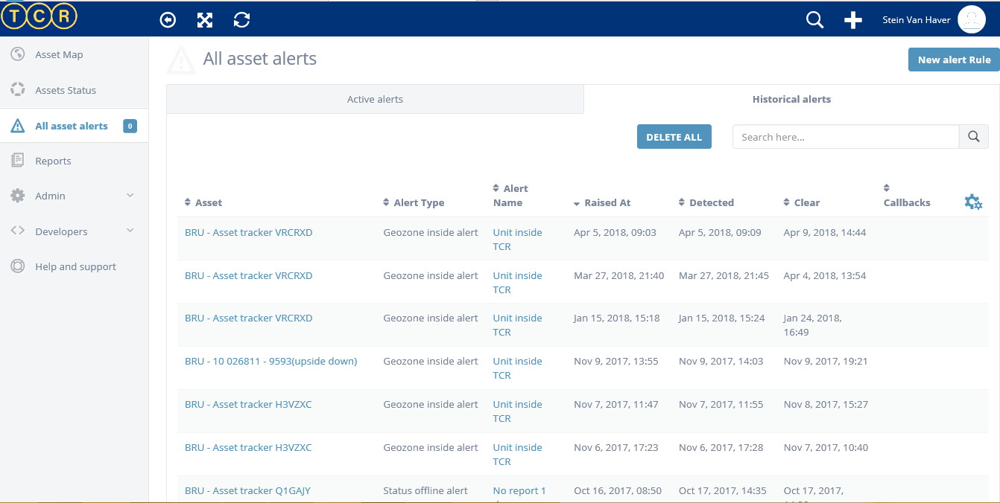 TCR
Stein Van Haver
Asset Map
Assets Status
All asset alerts 0
Reports
Admin
Developers
Help and support
All asset alerts
New alert Rule
Active alerts
Historical alerts
DELETE ALL
Search here...
Asset Alert Type Alert Name Raised At Detected Clear Callbacks
BRU - Asset tracker VRCRXD Geozone inside alert Unit inside Apr 5, 2018, 09:03 Apr 5, 2018, 09:09 Apr 9, 2018, 14:44
TCR
BRU - Asset tracker VRCRXD Geozone inside alert Unit inside Mar 27, 2018, 21:40 Mar 27, 2018, 21:45 Apr 4, 2018, 13:54
TCR
BRU - Asset tracker VRCRXD Geozone inside alert Unit inside Jan 15, 2018, 15:18 Jan 15, 2018, 15:24 Jan 24, 2018,
TCR 16:49
BRU - 10 026811 - 9593(upside down) Geozone inside alert Unit inside Nov 9, 2017, 13:55 Nov 9, 2017, 14:03 Nov 9, 2017, 19:21
TCR
BRU - Asset tracker H3VZXC Geozone inside alert Unit inside Nov 7, 2017, 11:47 Nov 7, 2017, 11:55 Nov 8, 2017, 15:27
TCR
BRU - Asset tracker H3VZXC Geozone inside alert Unit inside Nov 6, 2017, 17:23 Nov 6, 2017, 17:28 Nov 7, 2017, 10:40
TCR
BRU - Asset tracker Q1GAJY Status offline alert No report 1 Oct 16, 2017, 08:50 Oct 17, 2017, 14:35 Oct 17, 2017,